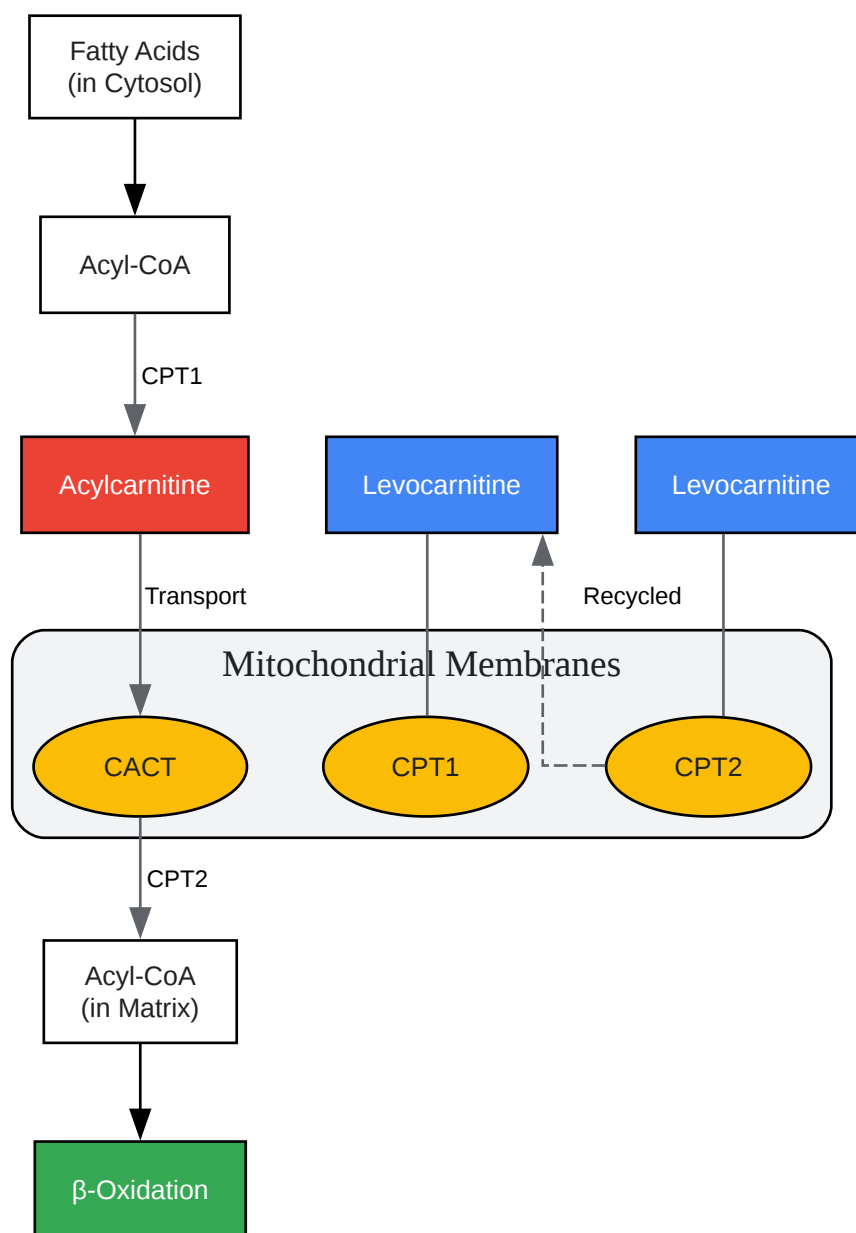 Fatty Acids
(in Cytosol)
Acyl-CoA
CPT1
Acylcarnitine
Levocarnitine
Levocarnitine
Transport
Recycled
Mitochondrial Membranes
CACT
CPT1
CPT2
CPT2
Acyl-CoA
(in Matrix)
β-Oxidation